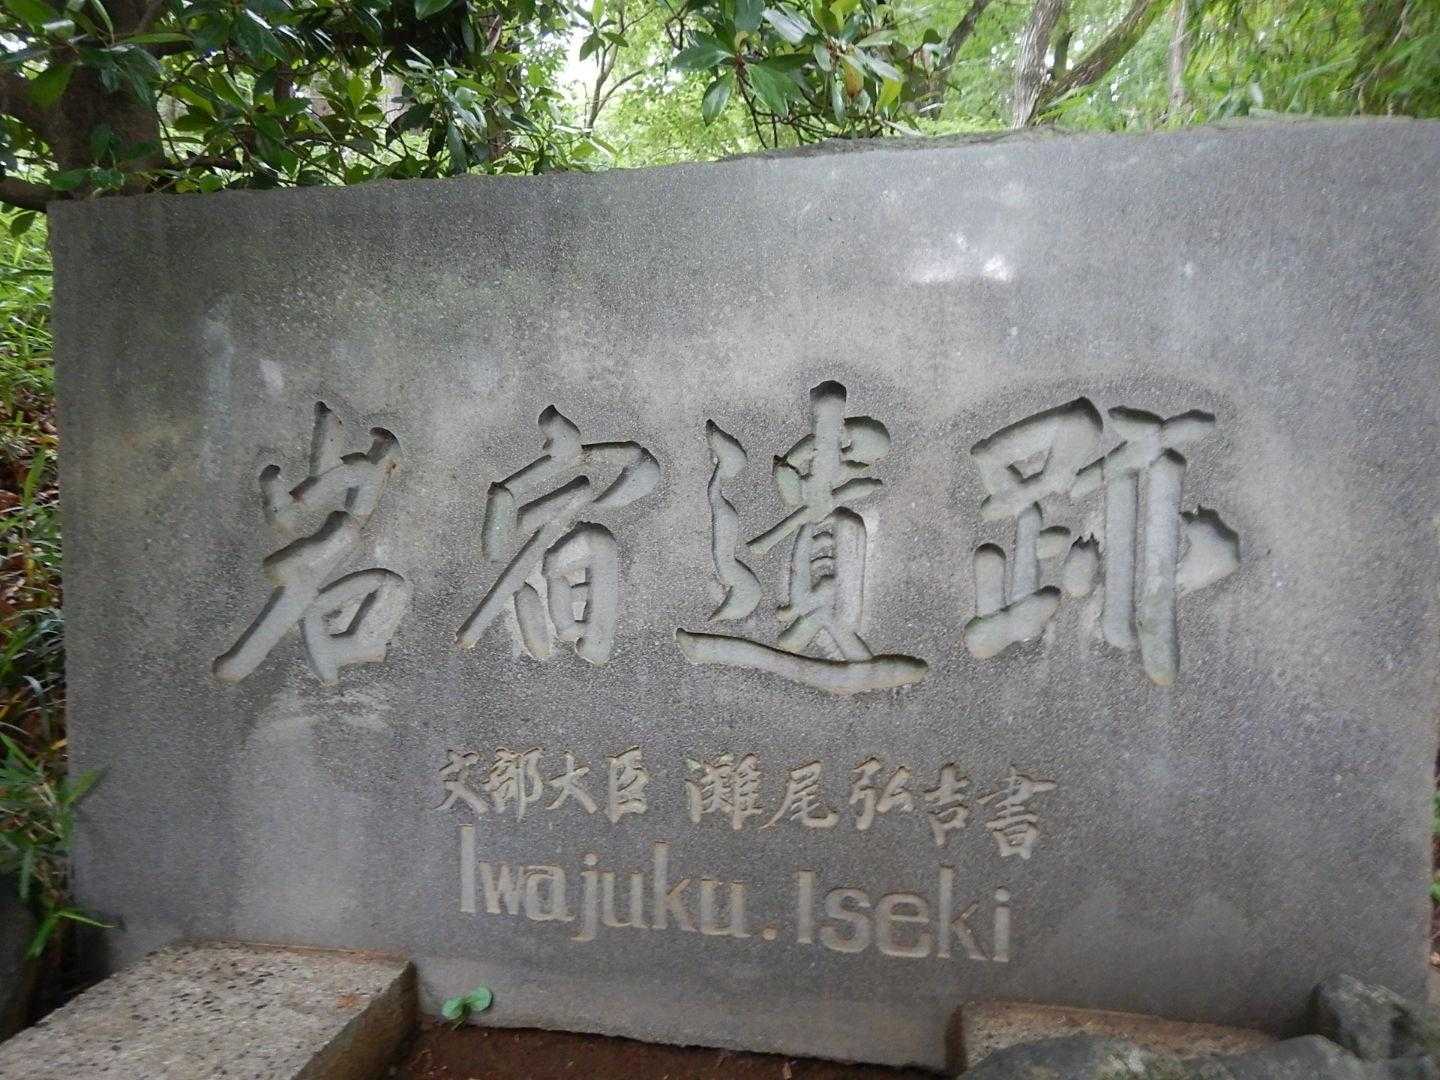 岩宿遺跡
文部大臣 灘尾弘吉書
Iwajuku.Iseki